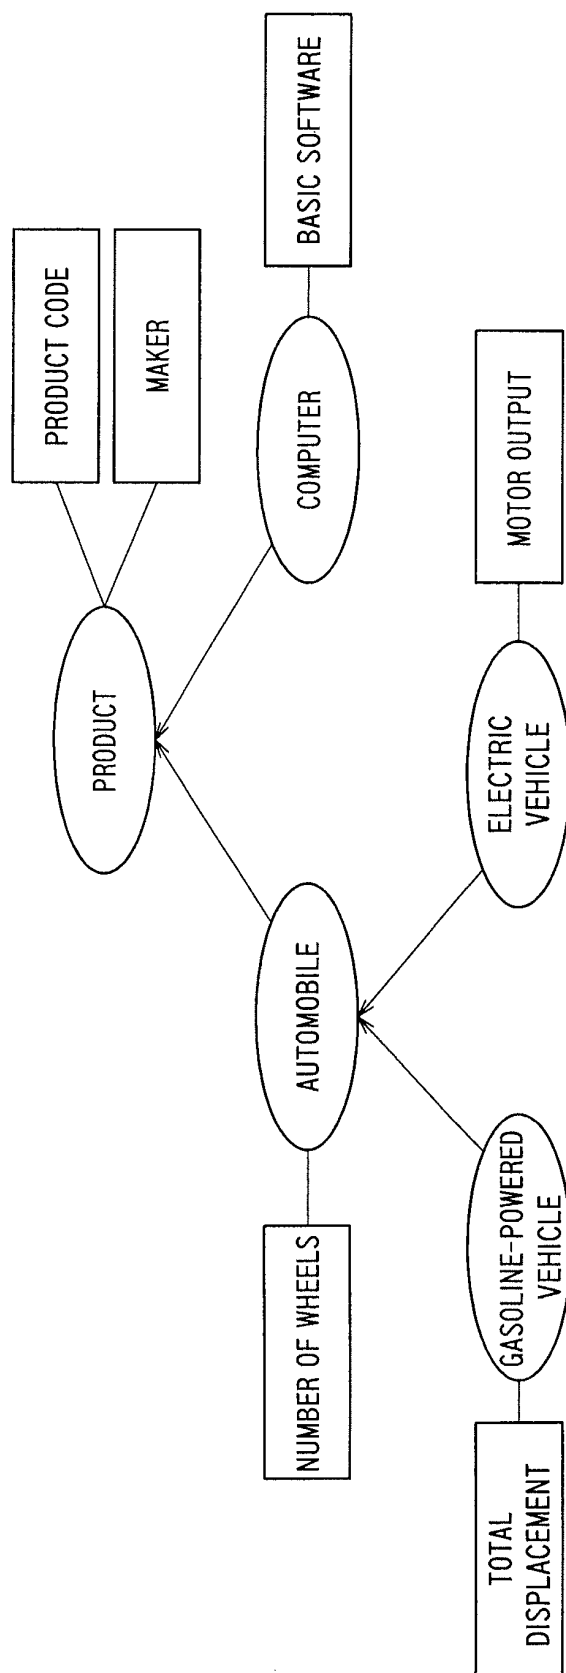 PRODUCT CODE
MAKER
PRODUCT
BASIC SOFTWARE
COMPUTER
AUTOMOBILE
NUMBER OF WHEELS
MOTOR OUTPUT
ELECTRIC
VEHICLE
GASOLINE-POWERED
VEHICLE
TOTAL
DISPLACEMENT